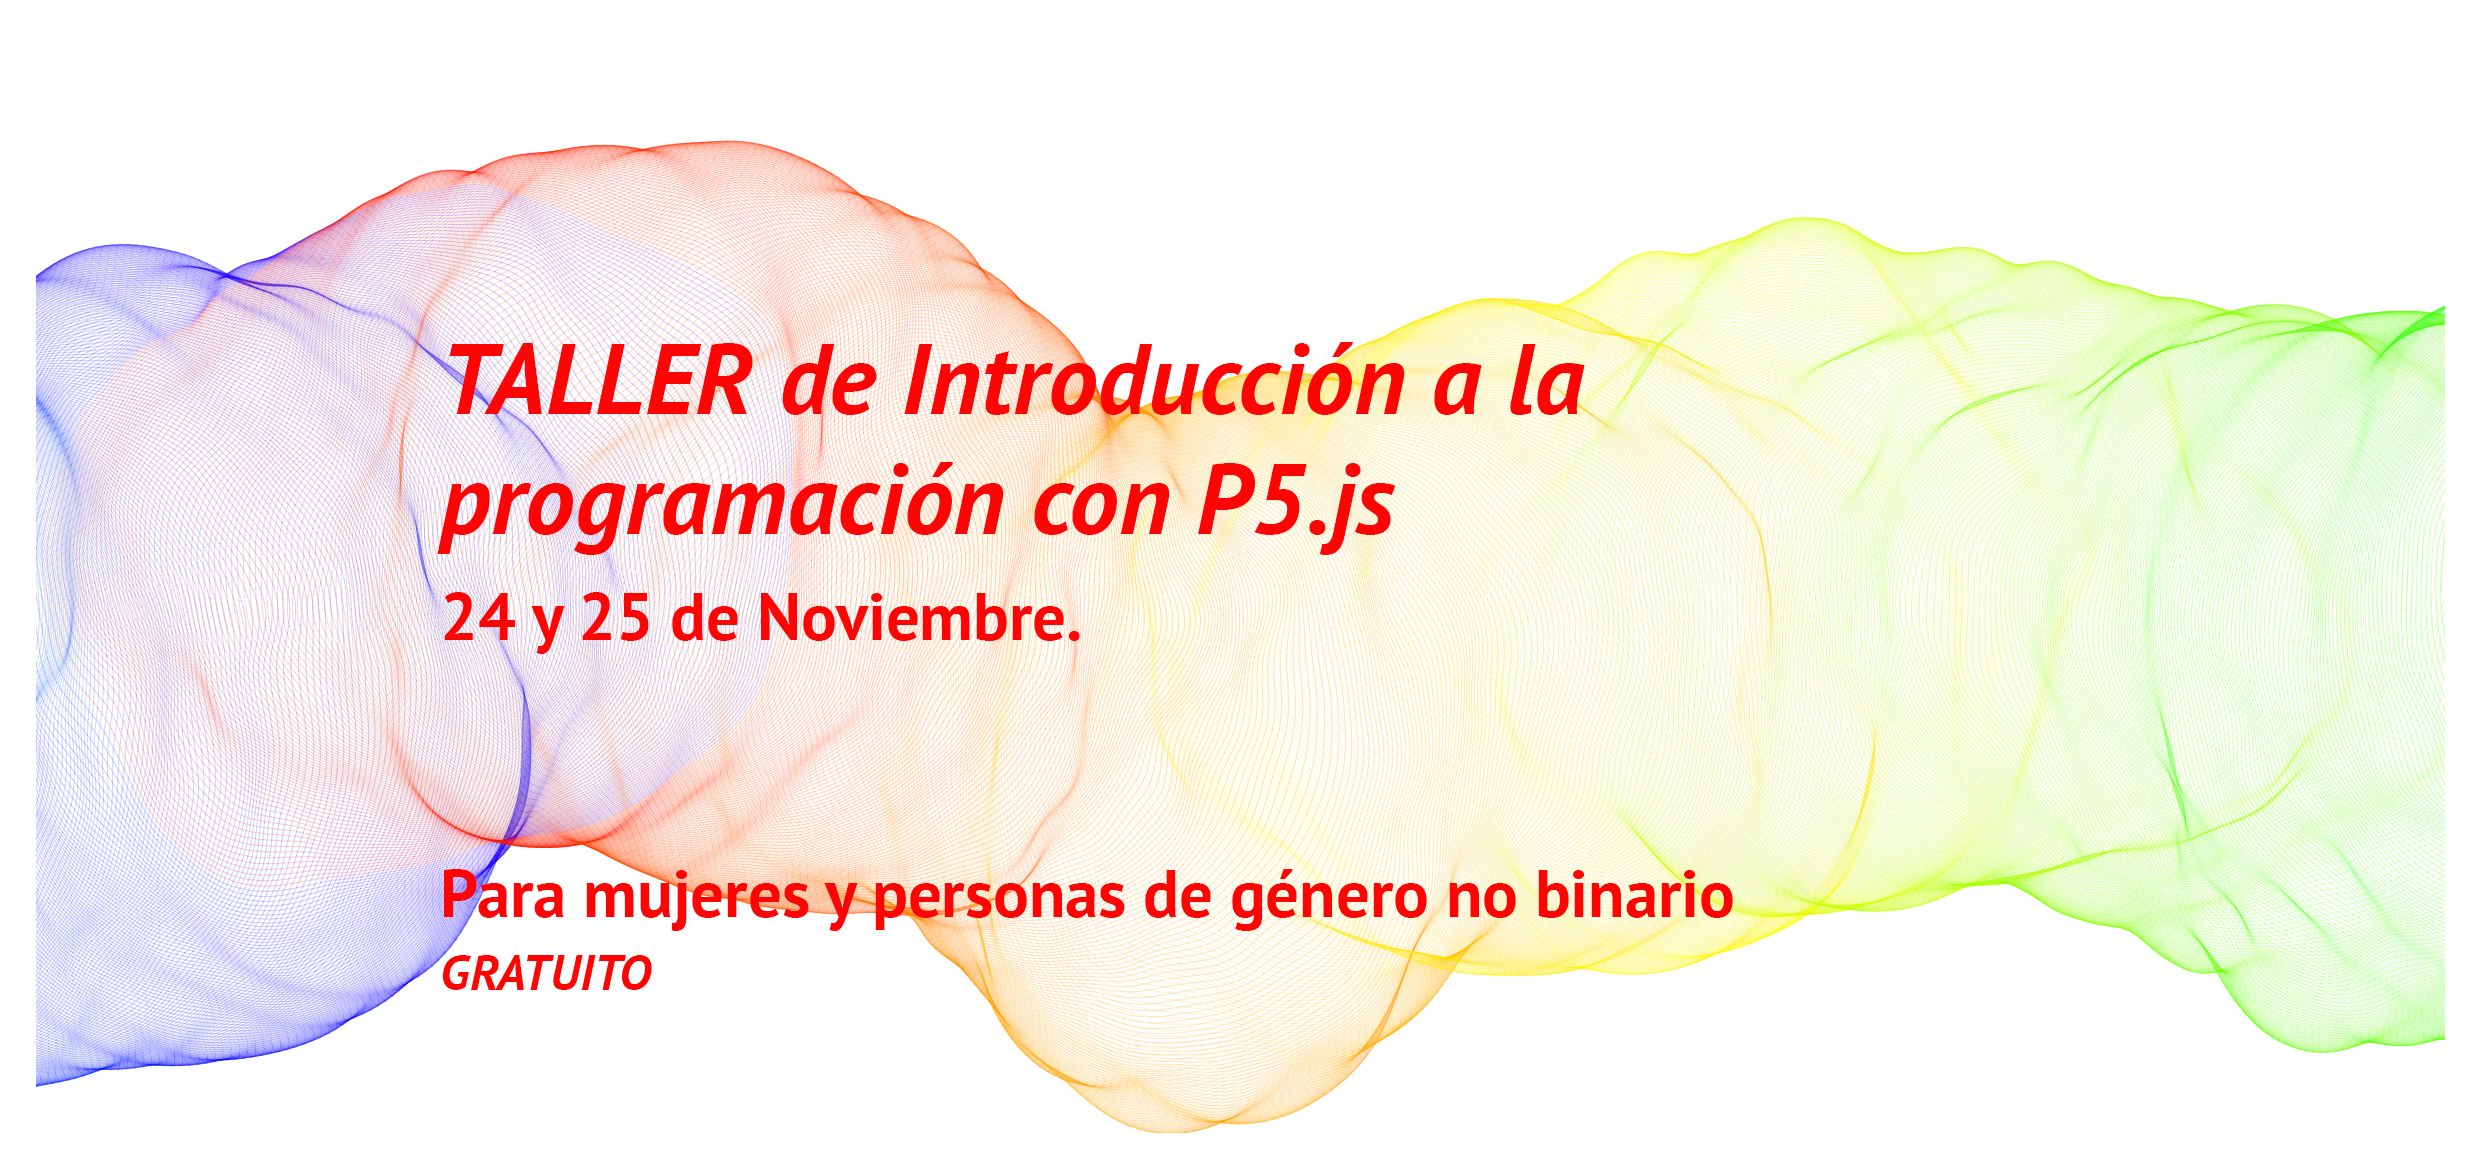 TALLER de Introducción a la
programación con P5.js
24 y 25 de Noviembre.
Para mujeres y personas de género no binario
GRATUITO